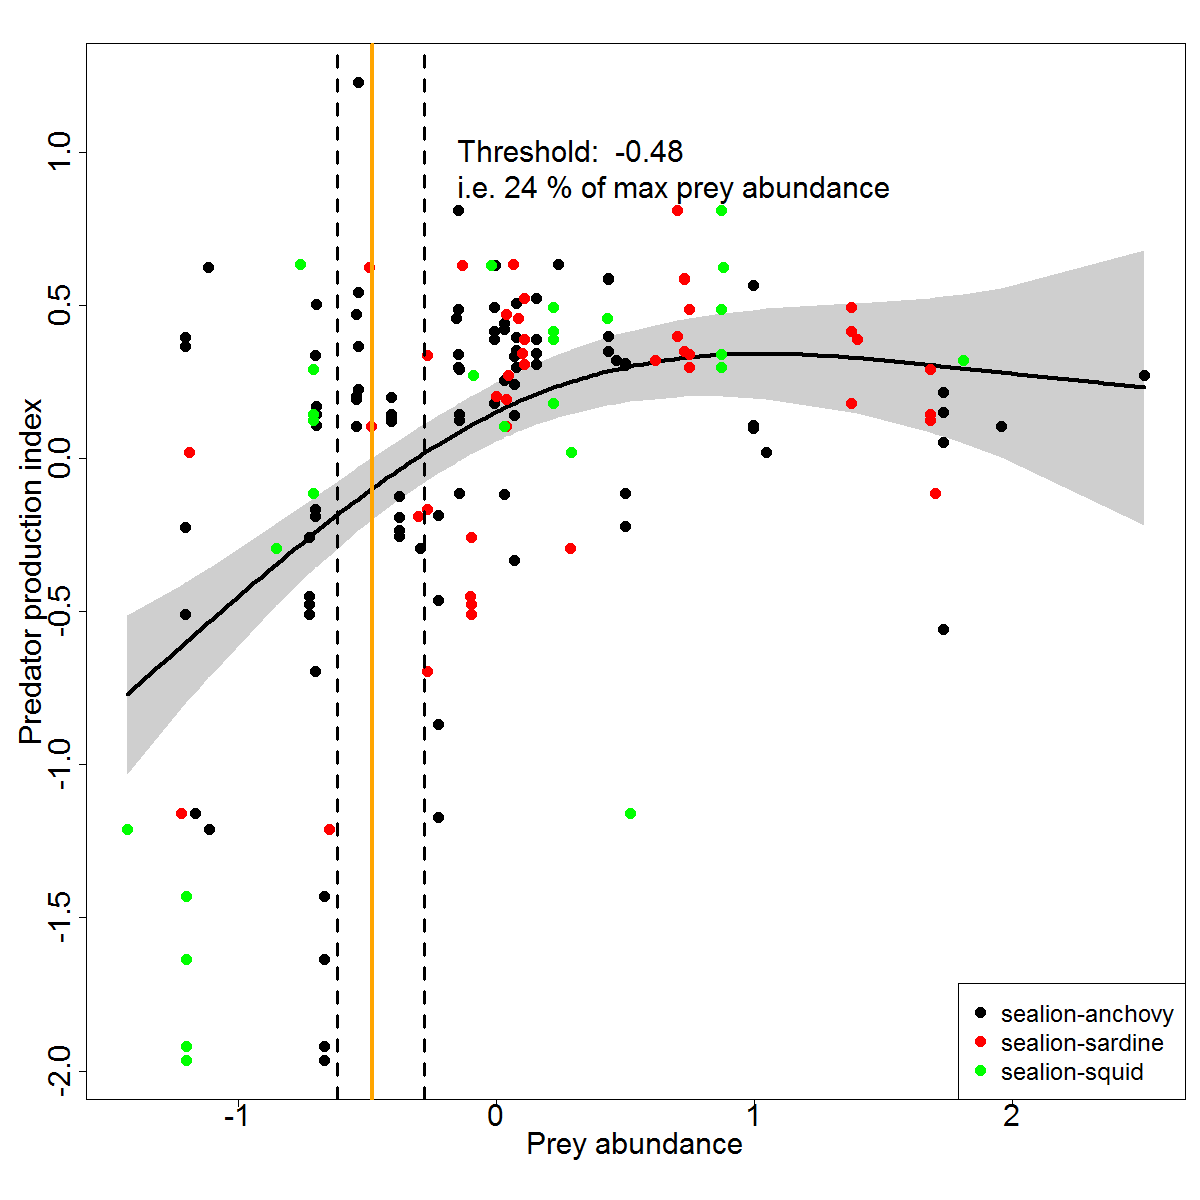 Threshold:  -0.48
i.e. 24 % of max prey abundance
Predator production index
1.0
0.5
0.0
-0.5
-1.0
-1.5
-2.0
sealion-anchovy
sealion-sardine
sealion-squid
-1 0 1 2
Prey abundance